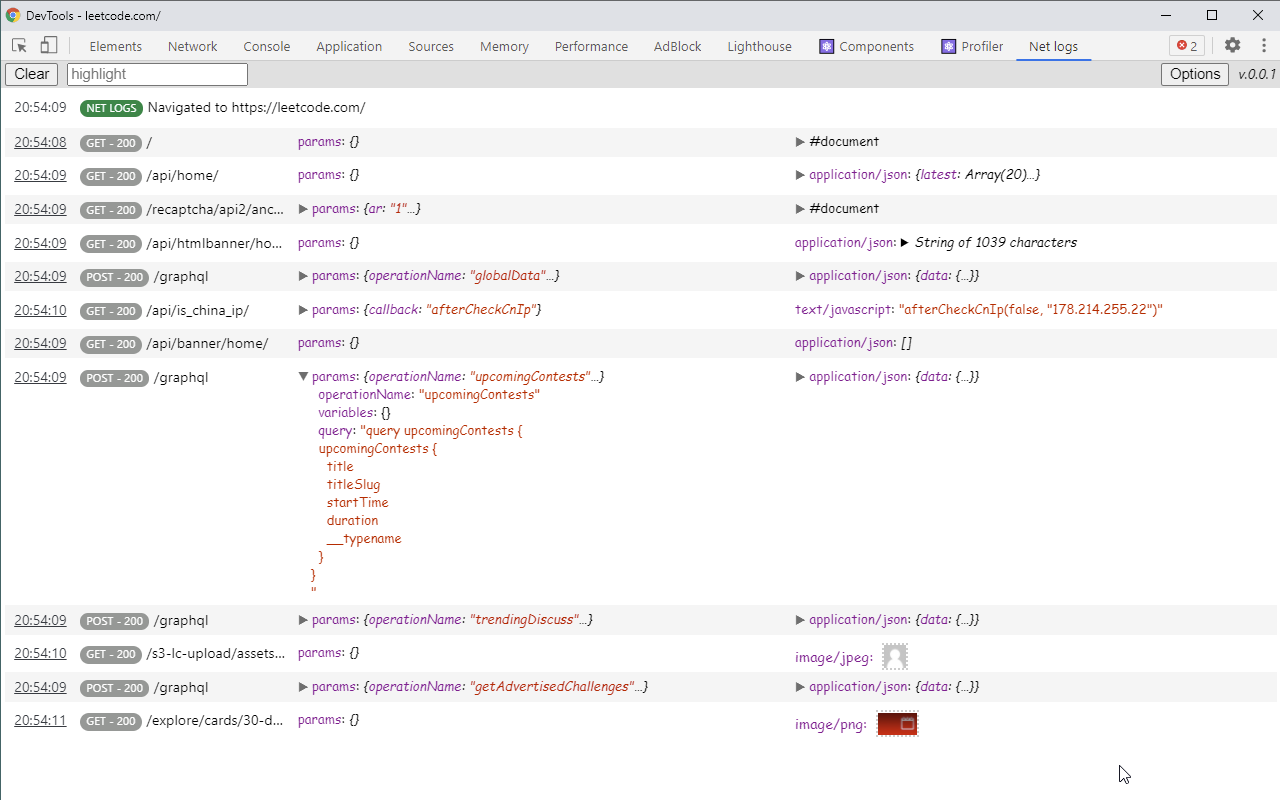 DevTools - leetcode.com/
Elements Network Console Application Sources Memory Performance AdBlock Lighthouse Components Profiler Net logs 2
Clear highlight Options v.0.0.1
20:54:09 NET LOGS Navigated to https://leetcode.com/
20:54:08 GET - 200 / params: {} ▶ #document
20:54:09 GET - 200 /api/home/ params: {} ▶ application/json: {latest: Array(20)…}
20:54:09 GET - 200 /recaptcha/api2/anc... ▶ params: {ar: "1"…} ▶ #document
20:54:09 GET - 200 /api/htmlbanner/ho... params: {} application/json: ▶ String of 1039 characters
20:54:09 POST - 200 /graphql ▶ params: {operationName: "globalData"…} ▶ application/json: {data: {…}}
20:54:10 GET - 200 /api/is_china_ip/ ▶ params: {callback: "afterCheckCnIp"} text/javascript: "afterCheckCnIp(false, "178.214.255.22")"
20:54:09 GET - 200 /api/banner/home/ params: {} application/json: []
20:54:09 POST - 200 /graphql ▼ params: {operationName: "upcomingContests"…} ▶ application/json: {data: {…}}
operationName: "upcomingContests"
variables: {}
query: "query upcomingContests {
upcomingContests {
title
titleSlug
startTime
duration
__typename
}
}
"
20:54:09 POST - 200 /graphql ▶ params: {operationName: "trendingDiscuss"…} ▶ application/json: {data: {…}}
20:54:10 GET - 200 /s3-lc-upload/assets... params: {} image/jpeg:
20:54:09 POST - 200 /graphql ▶ params: {operationName: "getAdvertisedChallenges"…} ▶ application/json: {data: {…}}
20:54:11 GET - 200 /explore/cards/30-d... params: {} image/png: